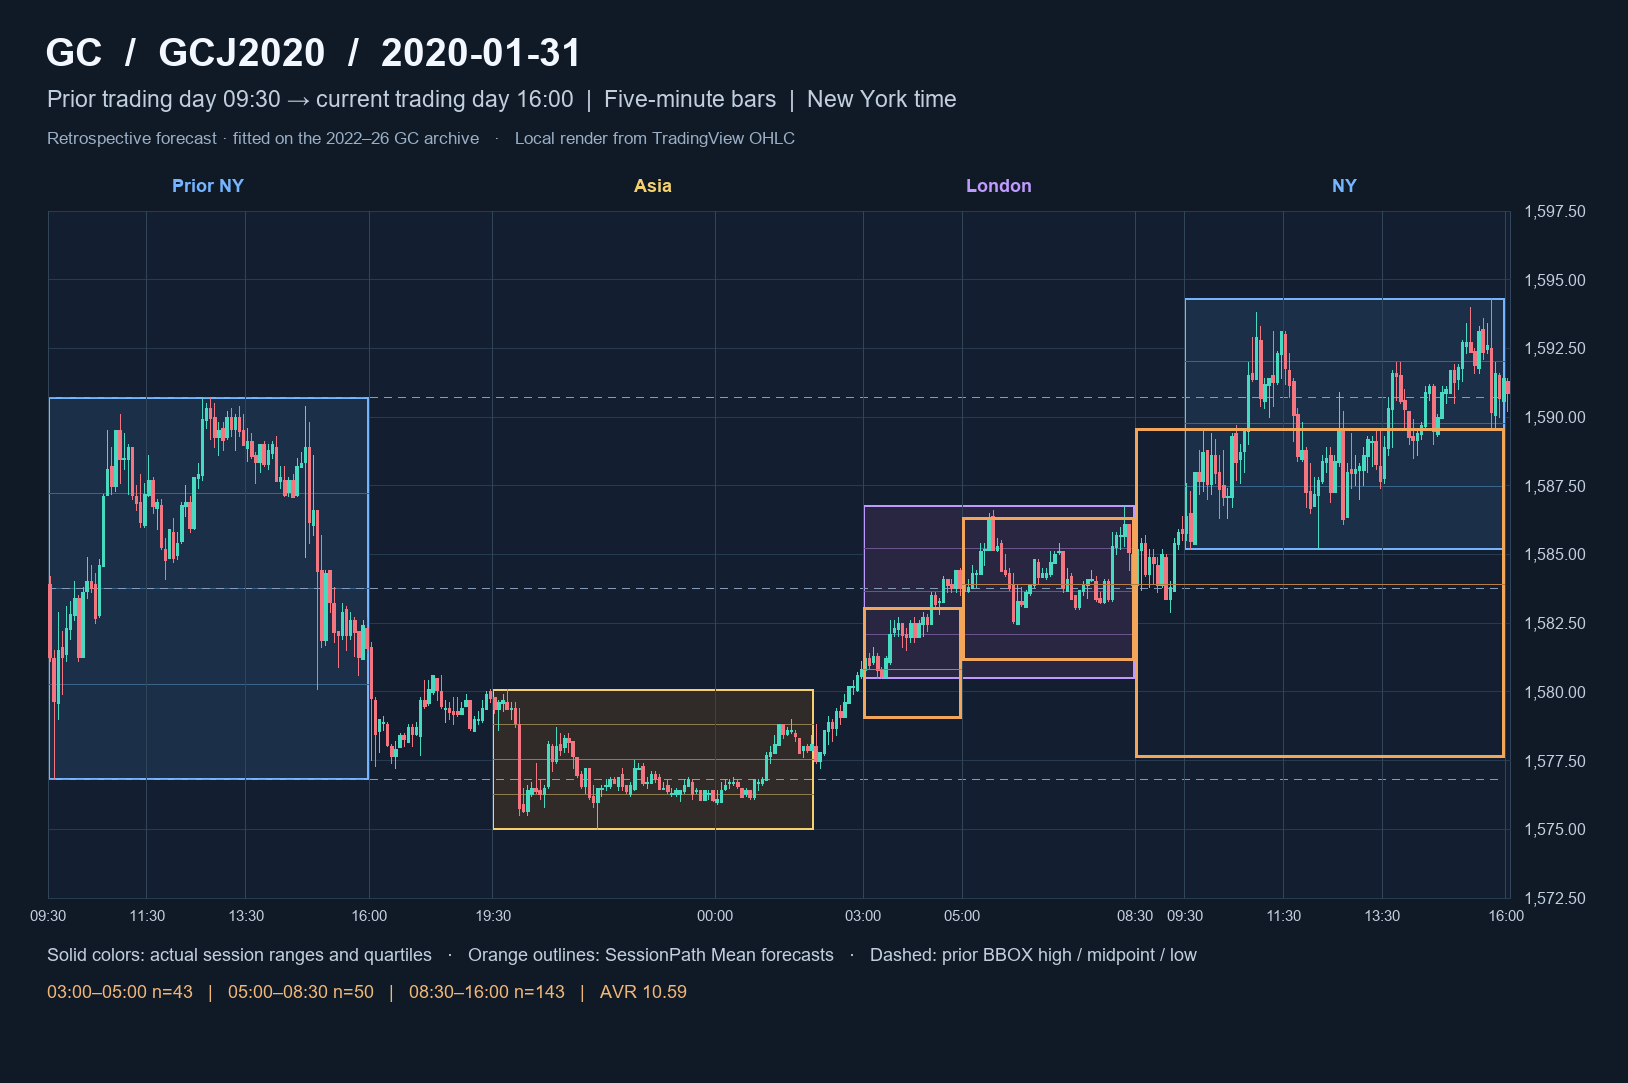 GC / GCJ2020 / 2020-01-31
Prior trading day 09:30 → current trading day 16:00 | Five-minute bars | New York time
Retrospective forecast · fitted on the 2022–26 GC archive · Local render from TradingView OHLC
Prior NY Asia London NY
1,597.50
1,595.00
1,592.50
1,590.00
1,587.50
1,585.00
1,582.50
1,580.00
1,577.50
1,575.00
1,572.50
09:30 11:30 13:30 16:00 19:30 00:00 03:00 05:00 08:30 09:30 11:30 13:30 16:00
Solid colors: actual session ranges and quartiles · Orange outlines: SessionPath Mean forecasts · Dashed: prior BBOX high / midpoint / low
03:00–05:00 n=43 | 05:00–08:30 n=50 | 08:30–16:00 n=143 | AVR 10.59